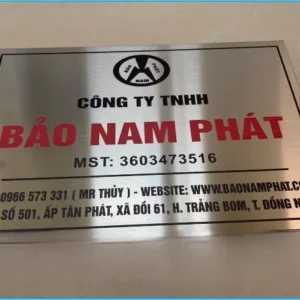 BẢO PHÁT
NAM
CÔNG TY TNHH
BẢO NAM PHÁT
MST: 3603473516
0966 573 331 ( MR THỦY ) - WEBSITE: WWW.BAONAMPHAT.CO
SỐ 501, ẤP TÂN PHÁT, XÃ ĐỒI 61, H. TRẢNG BOM, T. ĐỒNG N